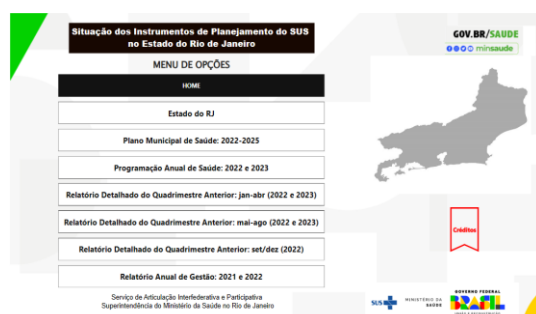 Situação dos Instrumentos de Planejamento do SUS
no Estado do Rio de Janeiro
GOV.BR/SAUDE
minsaude
MENU DE OPÇÕES
HOME
Estado do RJ
Plano Municipal de Saúde: 2022-2025
Programação Anual de Saúde: 2022 e 2023
Relatório Detalhado do Quadrimestre Anterior: jan-abr (2022 e 2023)
Relatório Detalhado do Quadrimestre Anterior: mai-ago (2022 e 2023)
Relatório Detalhado do Quadrimestre Anterior: set/dez (2022)
Relatório Anual de Gestão: 2021 e 2022
Créditos
Serviço de Articulação Interfederativa e Participativa
Superintendência do Ministério da Saúde no Rio de Janeiro
SUS
MINISTÉRIO DA
SAÚDE
GOVERNO FEDERAL
BRASIL